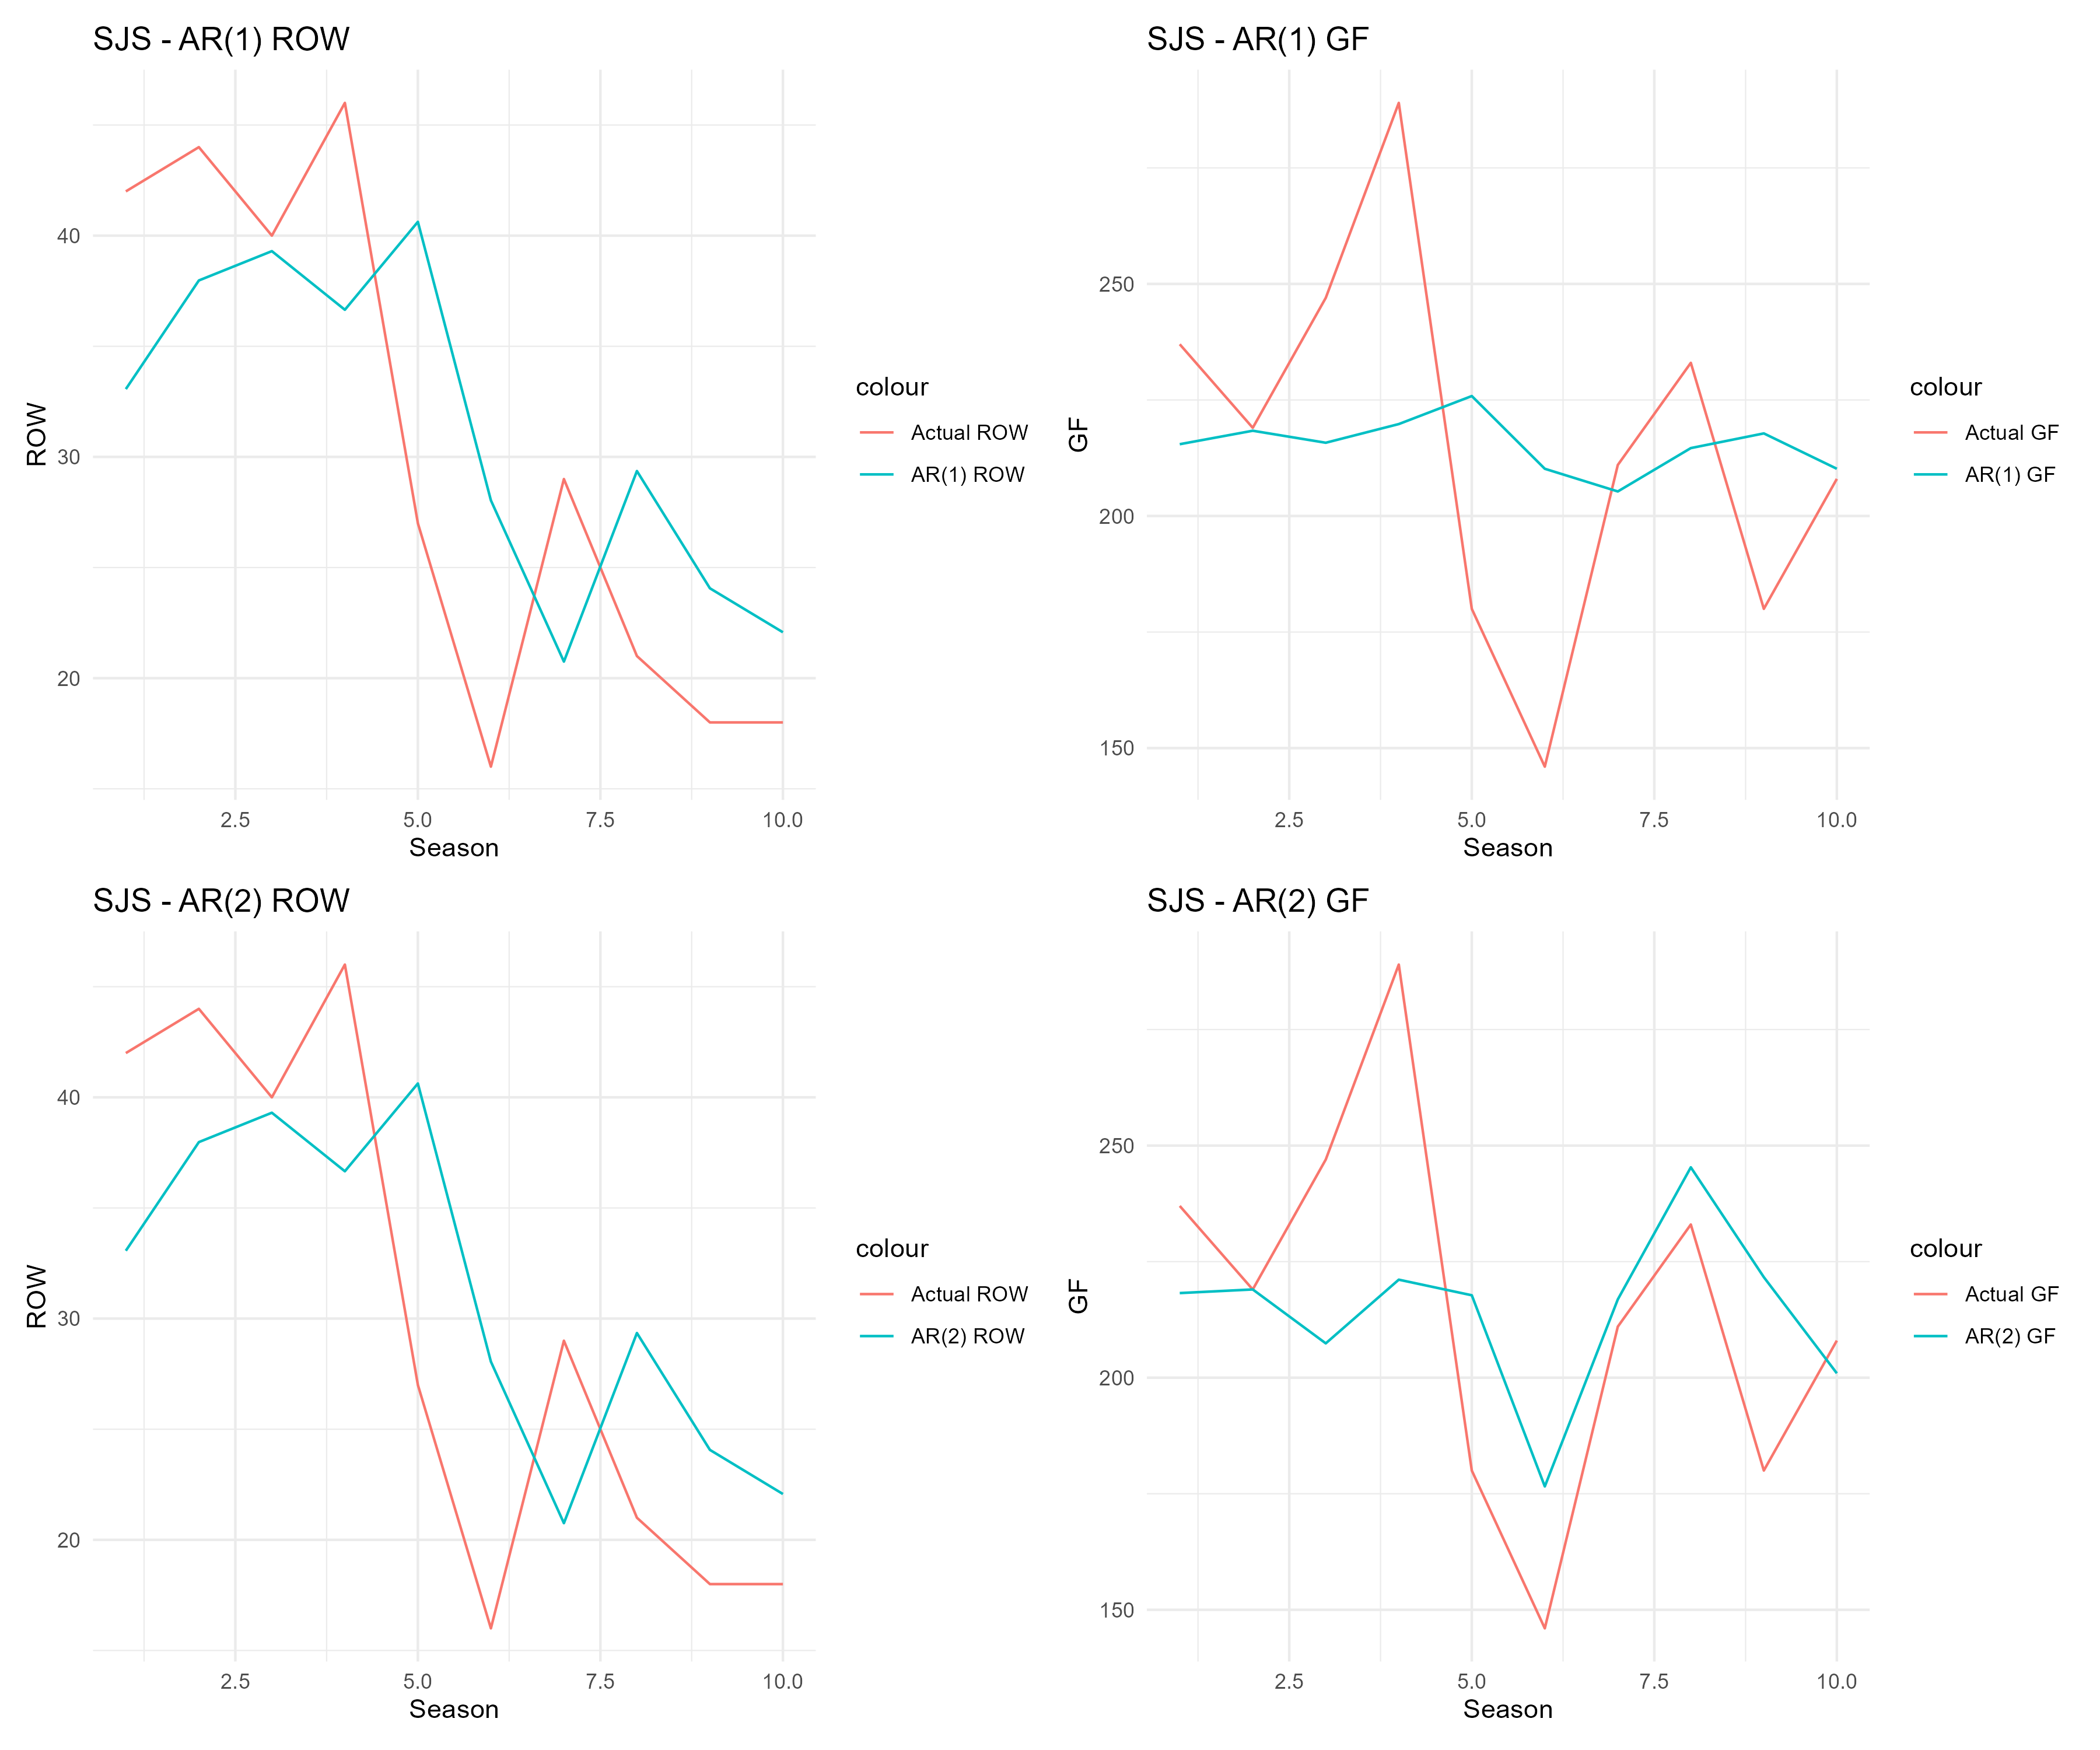 SJS - AR(1) ROW
ROW
40
30
20
2.5 5.0 7.5 10.0
Season
colour
Actual ROW
AR(1) ROW
SJS - AR(1) GF
GF
250
200
150
2.5 5.0 7.5 10.0
Season
colour
Actual GF
AR(1) GF
SJS - AR(2) ROW
ROW
40
30
20
2.5 5.0 7.5 10.0
Season
colour
Actual ROW
AR(2) ROW
SJS - AR(2) GF
GF
250
200
150
2.5 5.0 7.5 10.0
Season
colour
Actual GF
AR(2) GF